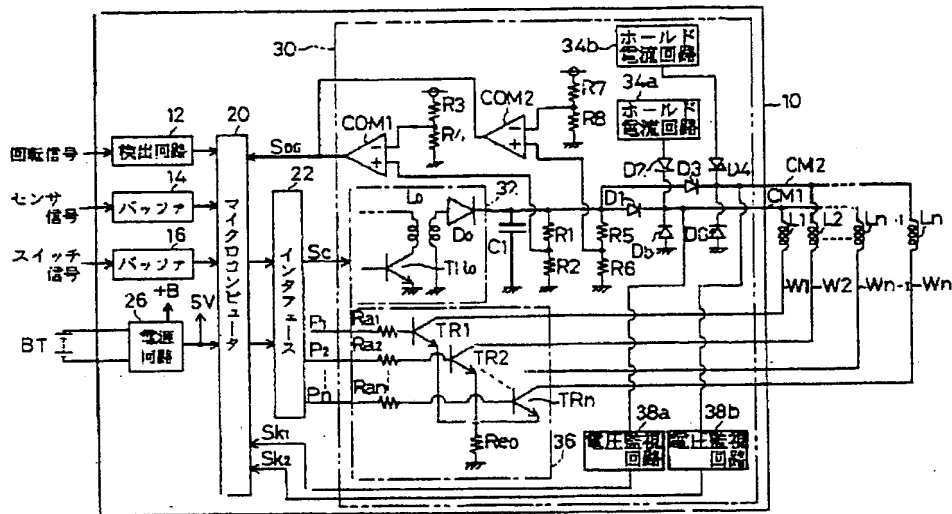 30
34b
ホールド
電流回路
34a
ホールド
電流回路
10
12
20
R3
R4
COM1
COM2
R7
R8
SDG
回転信号
検出回路
14
22
センサ
信号
バッファ
16
スイッチ
信号
バッファ
マイクロコンピュータ
インタフェース
Sc
Lo
Do
32
C1
R1
R2
D1
R5
R6
D2
D3
D4
D5
D6
CM2
CM1
L1
L2
Ln-1
Ln
W1
W2
Wn-1
Wn
26
+B
5V
BT
電源
回路
P1
Ra1
TR1
P2
Ra2
TR2
Pn
Ran
TRn
Reo
36
38a
電圧監視
回路
38b
電圧監視
回路
Sk1
Sk2